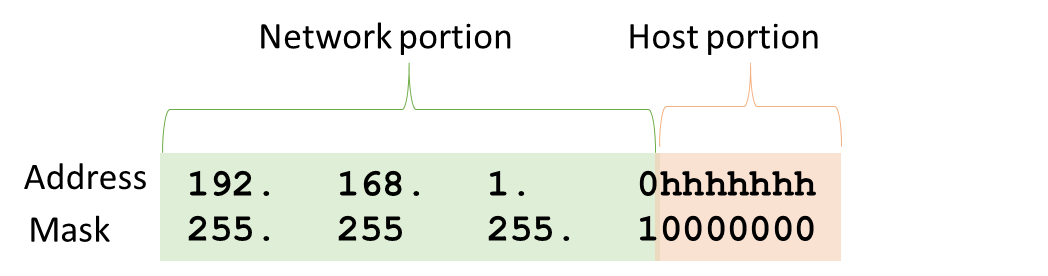 Network portion Host portion
Address 192. 168. 1. 0hhhhhhh
Mask 255. 255 255. 10000000